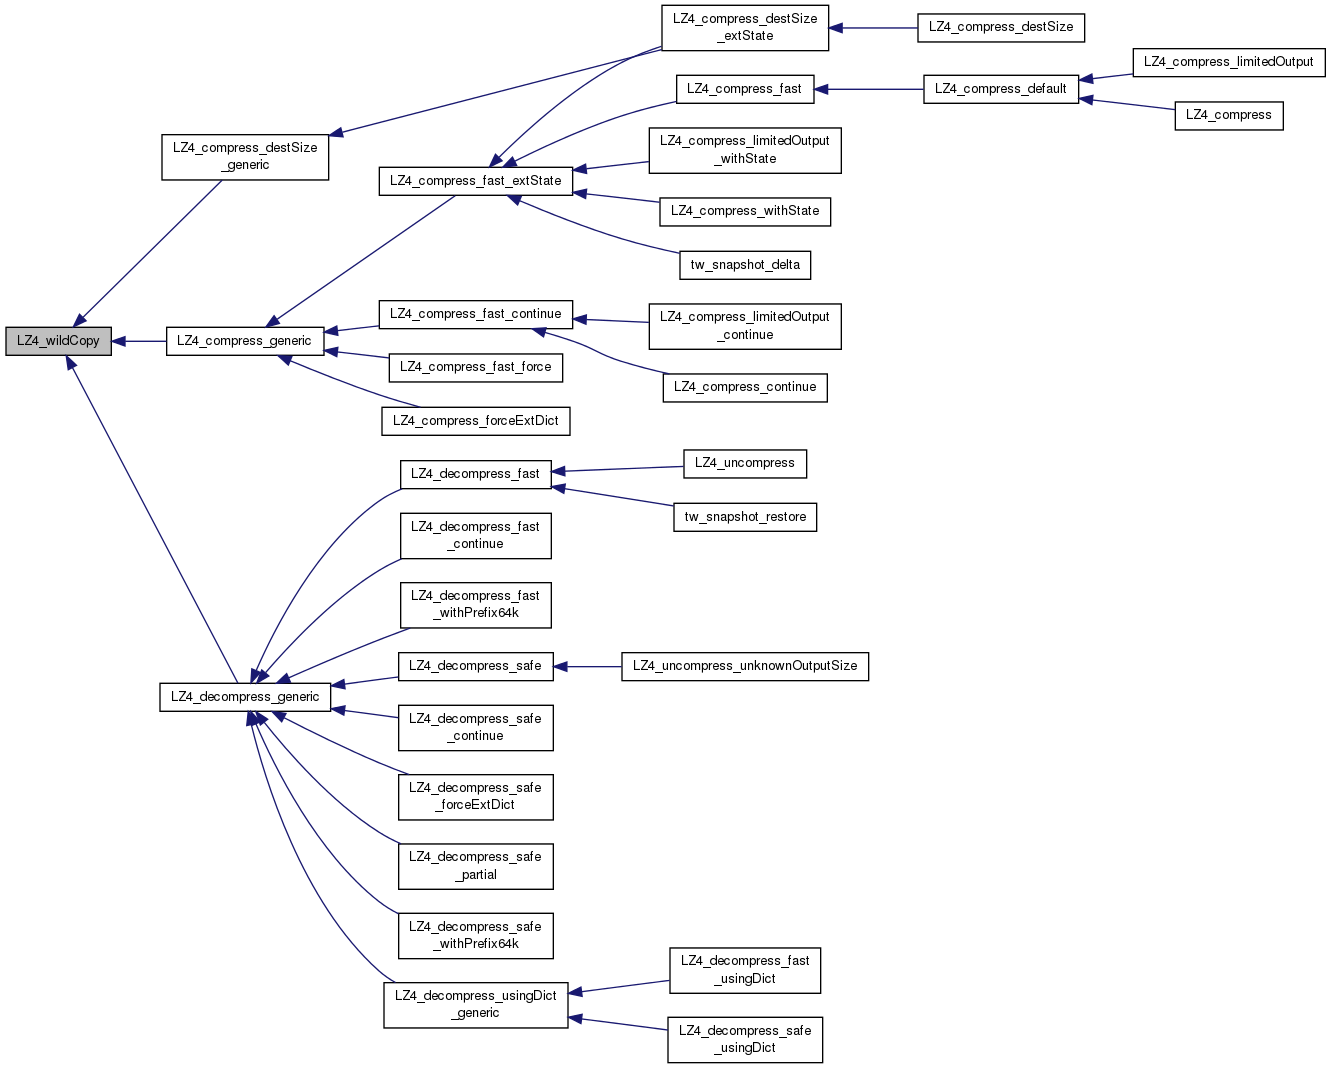 LZ4_wildCopy
LZ4_compress_destSize
_generic
LZ4_compress_generic
LZ4_decompress_generic
LZ4_compress_fast_extState
LZ4_compress_fast_continue
LZ4_compress_fast_force
LZ4_compress_forceExtDict
LZ4_decompress_fast
LZ4_decompress_fast
_continue
LZ4_decompress_fast
_withPrefix64k
LZ4_decompress_safe
LZ4_decompress_safe
_continue
LZ4_decompress_safe
_forceExtDict
LZ4_decompress_safe
_partial
LZ4_decompress_safe
_withPrefix64k
LZ4_decompress_usingDict
_generic
LZ4_compress_destSize
_extState
LZ4_compress_fast
LZ4_compress_limitedOutput
_withState
LZ4_compress_withState
tw_snapshot_delta
LZ4_compress_limitedOutput
_continue
LZ4_compress_continue
LZ4_uncompress
tw_snapshot_restore
LZ4_uncompress_unknownOutputSize
LZ4_decompress_fast
_usingDict
LZ4_decompress_safe
_usingDict
LZ4_compress_destSize
LZ4_compress_default
LZ4_compress_limitedOutput
LZ4_compress